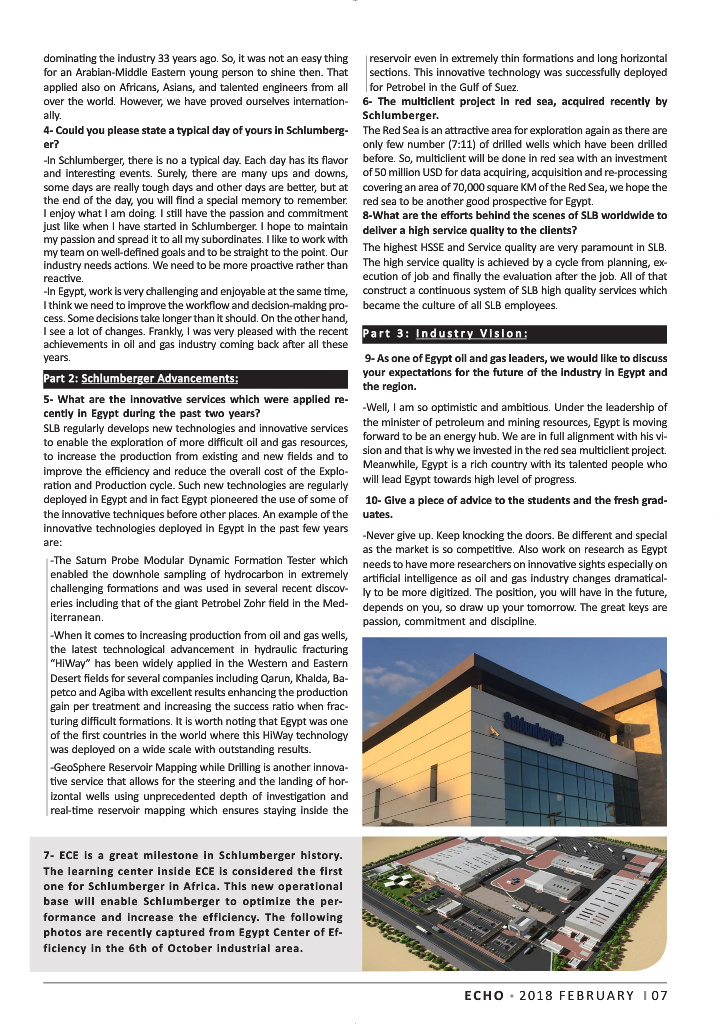 dominating the industry 33 years ago. So, it was not an easy thing
for an Arabian-Middle Eastern young person to shine then. That
applied also on Africans, Asians, and talented engineers from all
over the world. However, we have proved ourselves internation-
ally.
4- Could you please state a typical day of yours in Schlumberg-
er?
-In Schlumberger, there is no a typical day. Each day has its flavor
and interesting events. Surely, there are many ups and downs,
some days are really tough days and other days are better, but at
the end of the day, you will find a special memory to remember.
I enjoy what I am doing. I still have the passion and commitment
just like when I have started in Schlumberger. I hope to maintain
my passion and spread it to all my subordinates. I like to work with
my team on well-defined goals and to be straight to the point. Our
industry needs actions. We need to be more proactive rather than
reactive.
-In Egypt, work is very challenging and enjoyable at the same time,
I think we need to improve the workflow and decision-making pro-
cess. Some decisions take longer than it should. On the other hand,
I see a lot of changes. Frankly, I was very pleased with the recent
achievements in oil and gas industry coming back after all these
years.
Part 2: Schlumberger Advancements:
5- What are the innovative services which were applied re-
cently in Egypt during the past two years?
SLB regularly develops new technologies and innovative services
to enable the exploration of more difficult oil and gas resources,
to increase the production from existing and new fields and to
improve the efficiency and reduce the overall cost of the Explo-
ration and Production cycle. Such new technologies are regularly
deployed in Egypt and in fact Egypt pioneered the use of some of
the innovative techniques before other places. An example of the
innovative technologies deployed in Egypt in the past few years
are:
-The Saturn Probe Modular Dynamic Formation Tester which
enabled the downhole sampling of hydrocarbon in extremely
challenging formations and was used in several recent discov-
eries including that of the giant Petrobel Zohr field in the Med-
iterranean.
-When it comes to increasing production from oil and gas wells,
the latest technological advancement in hydraulic fracturing
“HiWay” has been widely applied in the Western and Eastern
Desert fields for several companies including Qarun, Khalda, Ba-
petco and Agiba with excellent results enhancing the production
gain per treatment and increasing the success ratio when frac-
turing difficult formations. It is worth noting that Egypt was one
of the first countries in the world where this HiWay technology
was deployed on a wide scale with outstanding results.
-GeoSphere Reservoir Mapping while Drilling is another innova-
tive service that allows for the steering and the landing of hor-
izontal wells using unprecedented depth of investigation and
real-time reservoir mapping which ensures staying inside the
reservoir even in extremely thin formations and long horizontal
sections. This innovative technology was successfully deployed
for Petrobel in the Gulf of Suez.
6- The multiclient project in red sea, acquired recently by
Schlumberger.
The Red Sea is an attractive area for exploration again as there are
only few number (7:11) of drilled wells which have been drilled
before. So, multiclient will be done in red sea with an investment
of 50 million USD for data acquiring, acquisition and re-processing
covering an area of 70,000 square KM of the Red Sea, we hope the
red sea to be another good prospective for Egypt.
8-What are the efforts behind the scenes of SLB worldwide to
deliver a high service quality to the clients?
The highest HSSE and Service quality are very paramount in SLB.
The high service quality is achieved by a cycle from planning, ex-
ecution of job and finally the evaluation after the job. All of that
construct a continuous system of SLB high quality services which
became the culture of all SLB employees.
Part 3: Industry Vision:
9- As one of Egypt oil and gas leaders, we would like to discuss
your expectations for the future of the industry in Egypt and
the region.
-Well, I am so optimistic and ambitious. Under the leadership of
the minister of petroleum and mining resources, Egypt is moving
forward to be an energy hub. We are in full alignment with his vi-
sion and that is why we invested in the red sea multiclient project.
Meanwhile, Egypt is a rich country with its talented people who
will lead Egypt towards high level of progress.
10- Give a piece of advice to the students and the fresh grad-
uates.
-Never give up. Keep knocking the doors. Be different and special
as the market is so competitive. Also work on research as Egypt
needs to have more researchers on innovative sights especially on
artificial intelligence as oil and gas industry changes dramatical-
ly to be more digitized. The position, you will have in the future,
depends on you, so draw up your tomorrow. The great keys are
passion, commitment and discipline.
Schlumberger
7- ECE is a great milestone in Schlumberger history.
The learning center inside ECE is considered the first
one for Schlumberger in Africa. This new operational
base will enable Schlumberger to optimize the per-
formance and increase the efficiency. The following
photos are recently captured from Egypt Center of Ef-
ficiency in the 6th of October industrial area.
ECHO • 2018 FEBRUARY | 07